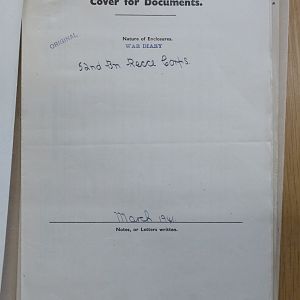 Cover for Documents.
ORIGINAL
Nature of Enclosures.
WAR DIARY
52nd Bn Recce Corps.
March 1941.
Notes, or Letters written.